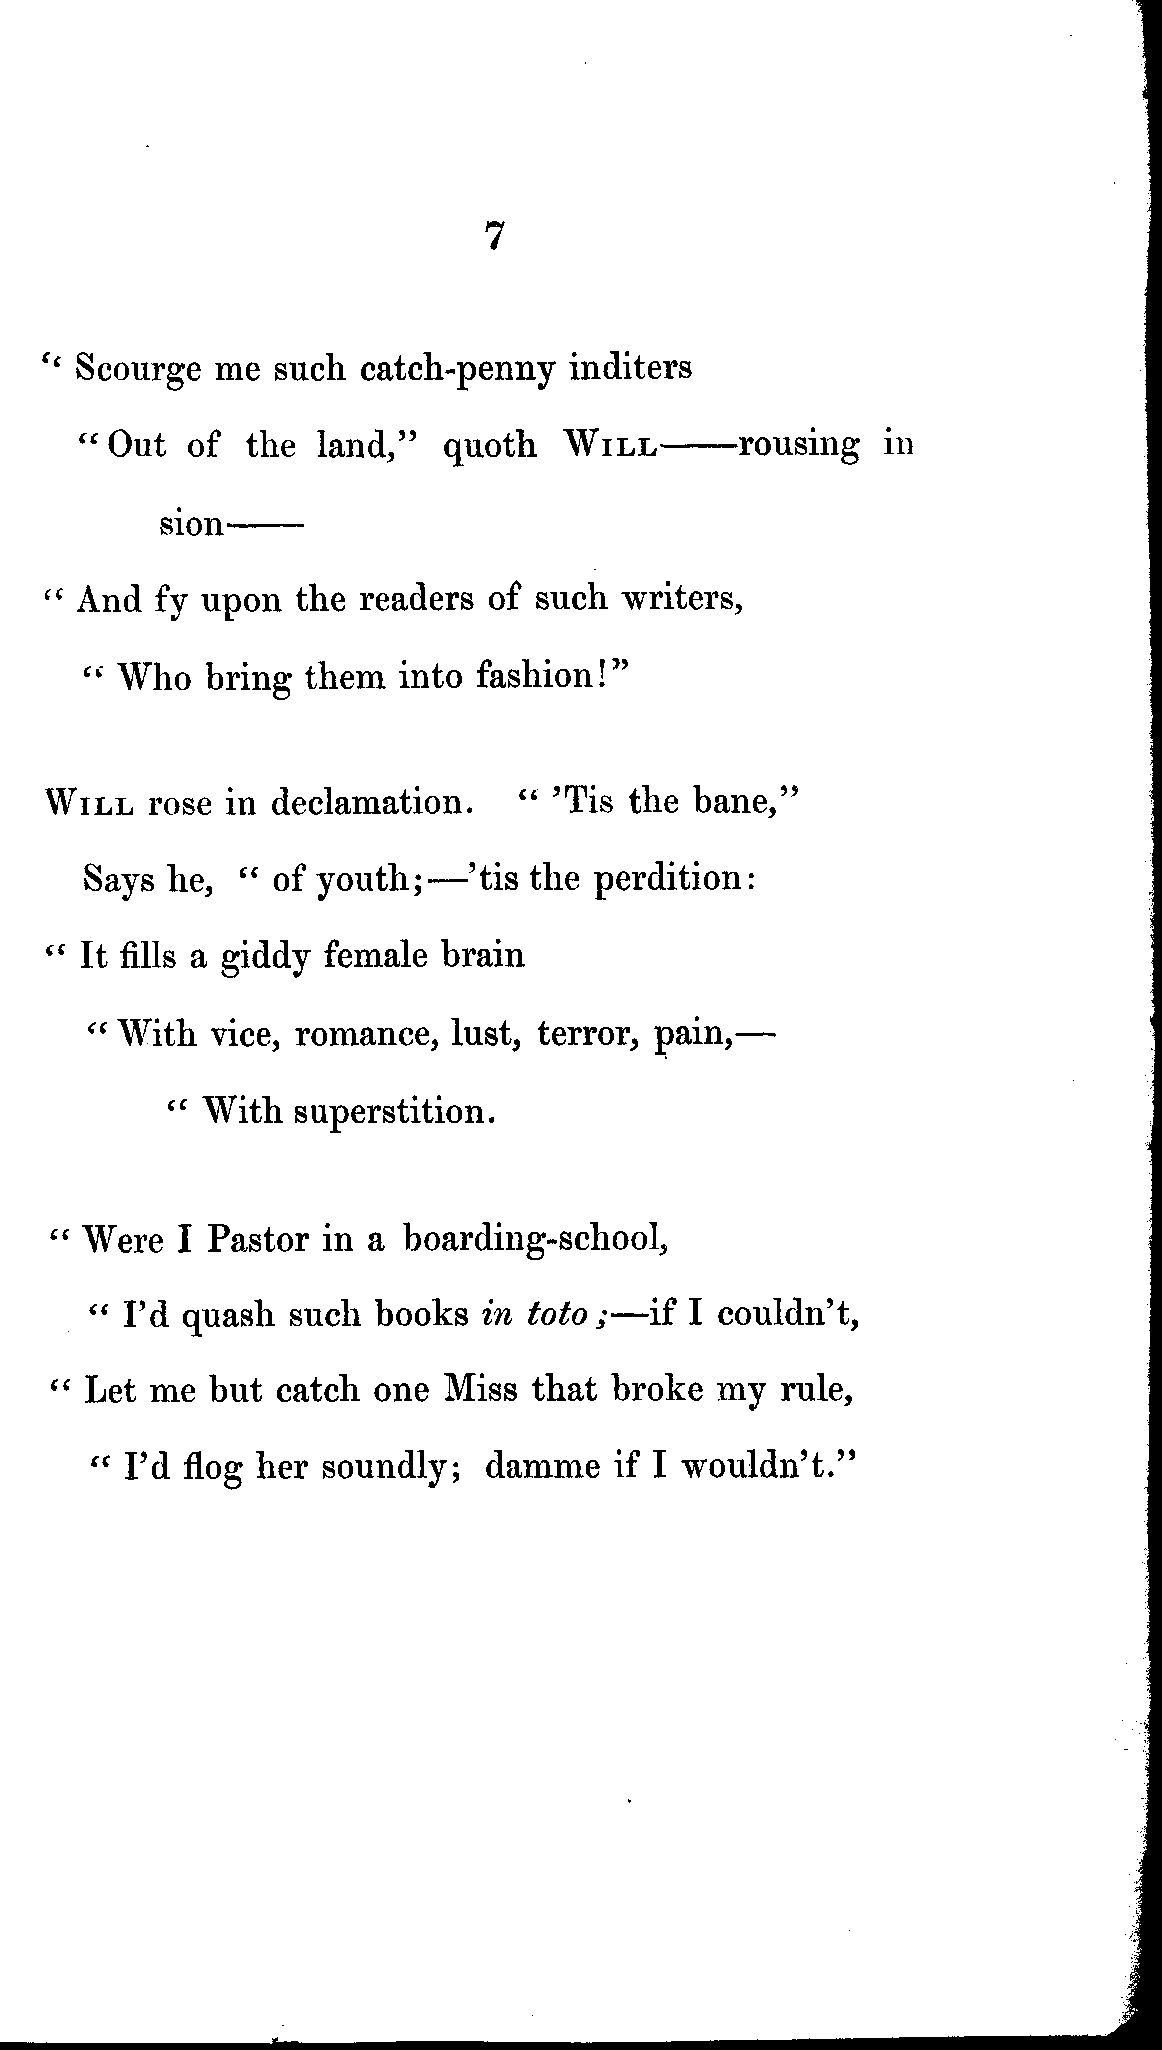 7
“ Scourge me such catch-penny inditers
“ Out of the land,” quoth WILL——rousing in
sion——
“ And fy upon the readers of such writers,
“ Who bring them into fashion!”
WILL rose in declamation. “ ’Tis the bane,”
Says he, “ of youth;—’tis the perdition:
“ It fills a giddy female brain
“ With vice, romance, lust, terror, pain,—
“ With superstition.
“ Were I Pastor in a boarding-school,
“ I’d quash such books in toto;—if I couldn’t,
“ Let me but catch one Miss that broke my rule,
“ I’d flog her soundly; damme if I wouldn’t.”